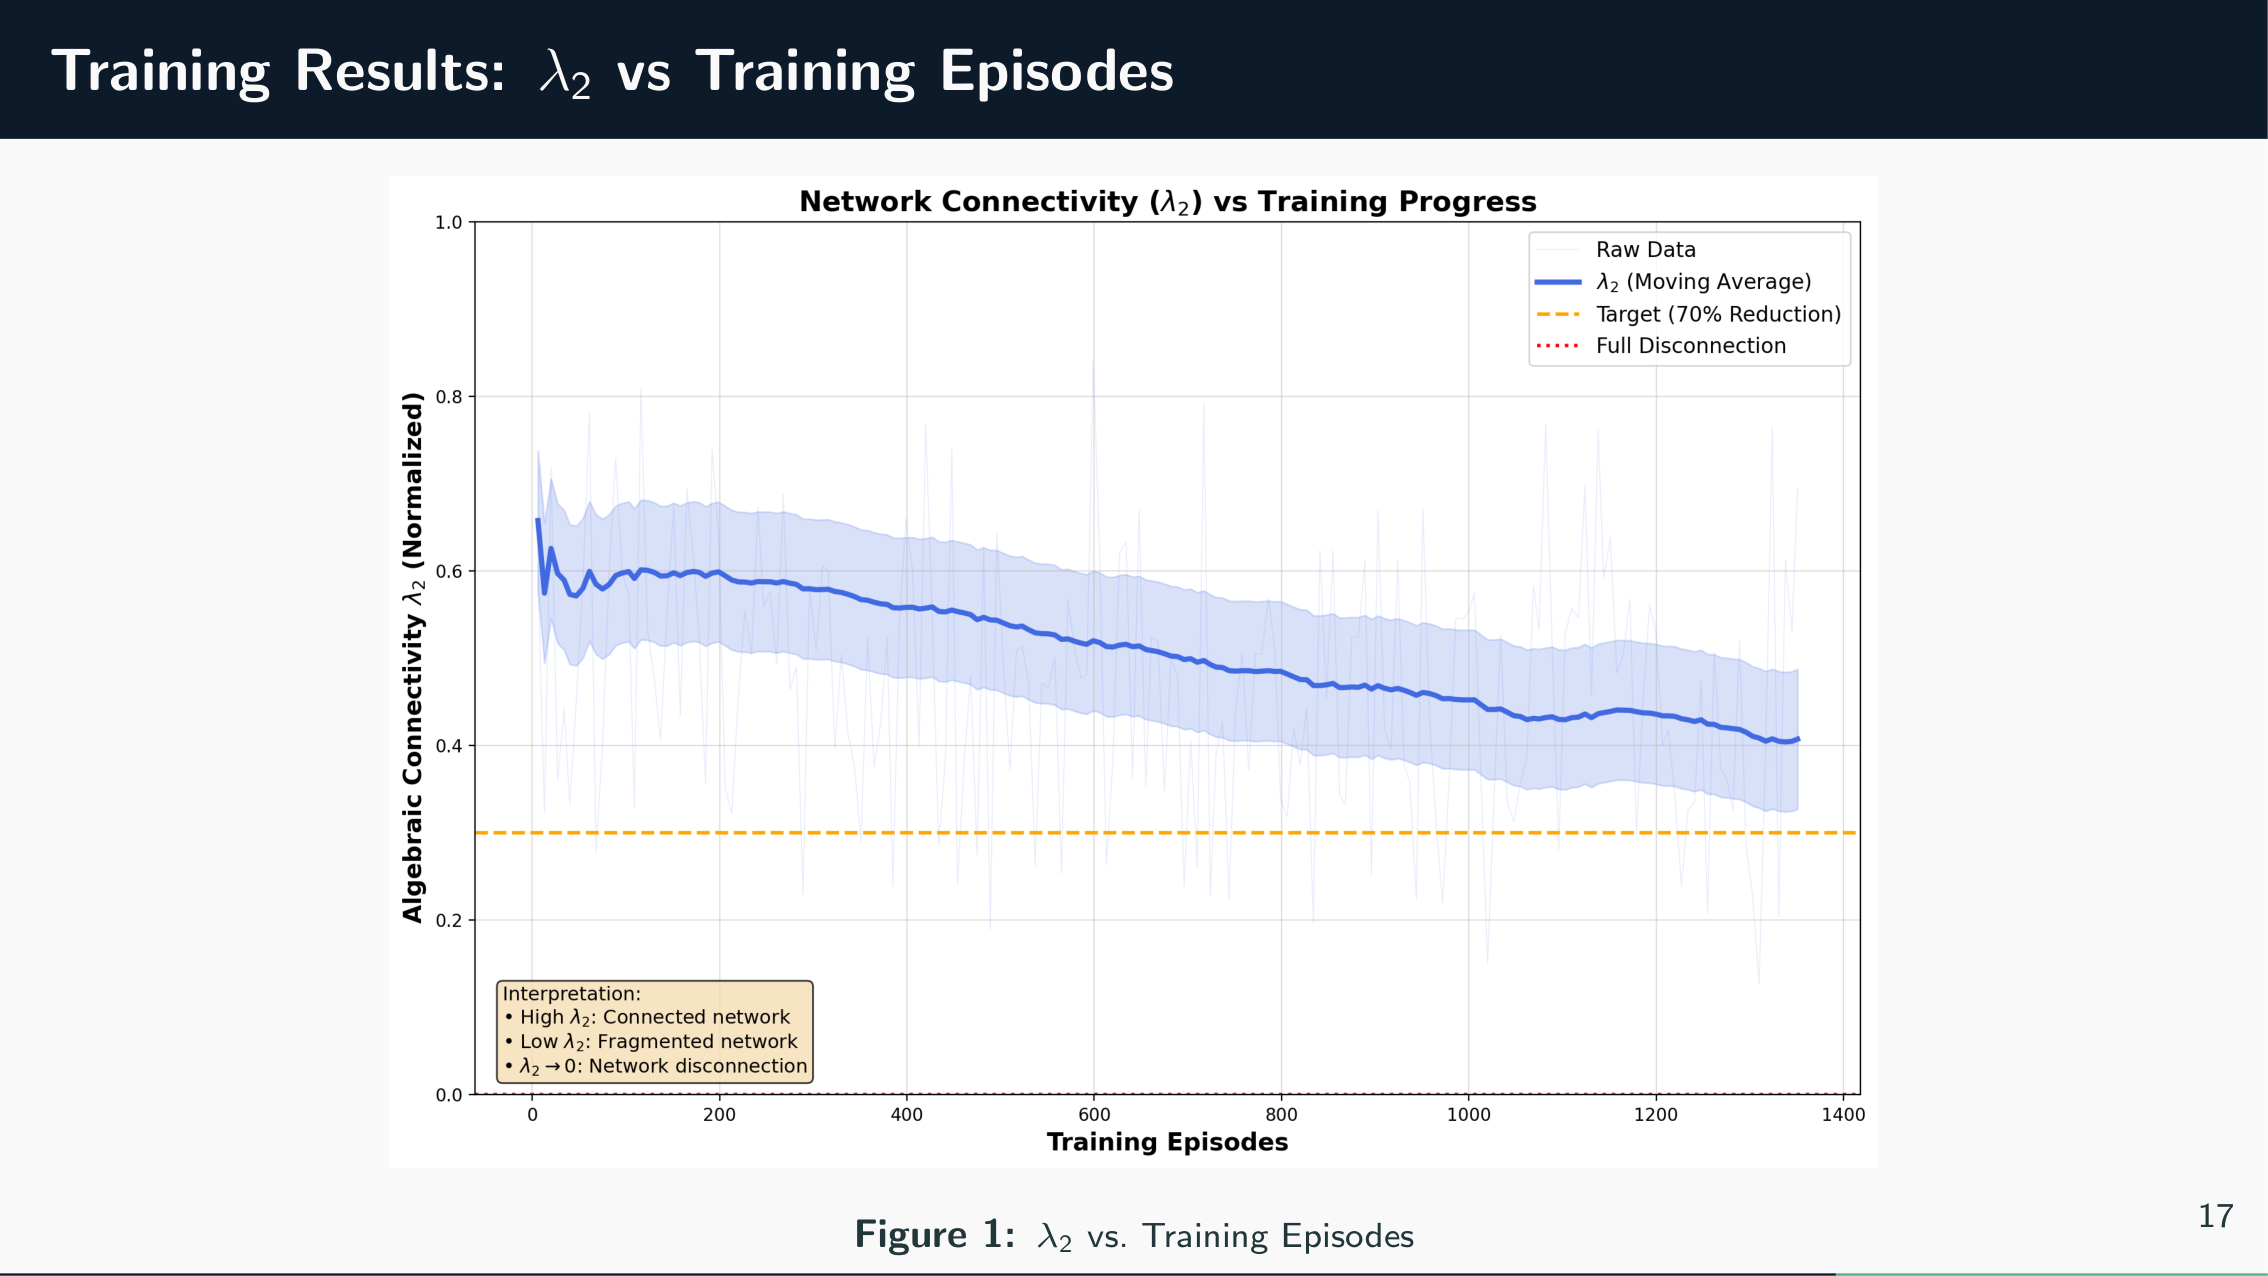 Training Results: λ₂ vs Training Episodes
Network Connectivity (λ₂) vs Training Progress
Algebraic Connectivity λ₂ (Normalized)
1.0
0.8
0.6
0.4
0.2
0.0
Raw Data
λ₂ (Moving Average)
Target (70% Reduction)
Full Disconnection
Interpretation:
• High λ₂: Connected network
• Low λ₂: Fragmented network
• λ₂→0: Network disconnection
0 200 400 600 800 1000 1200 1400
Training Episodes
Figure 1: λ₂ vs. Training Episodes
17